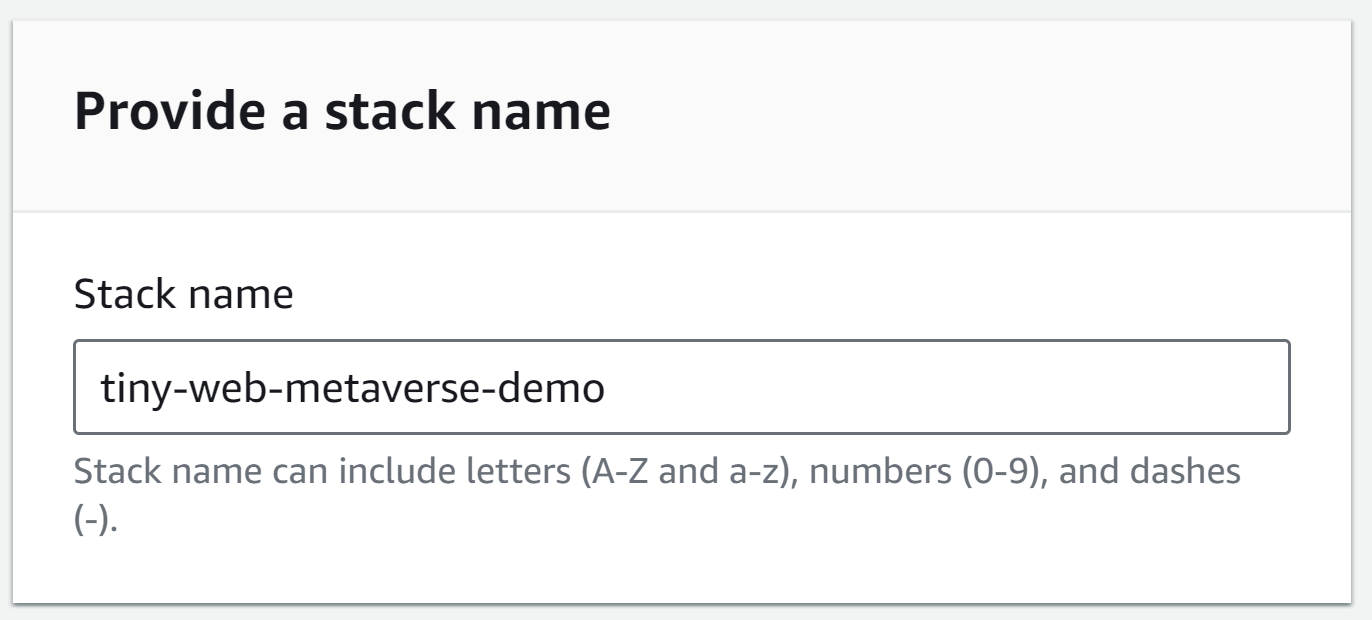 Provide a stack name
Stack name
tiny-web-metaverse-demo
Stack name can include letters (A-Z and a-z), numbers (0-9), and dashes
(-).